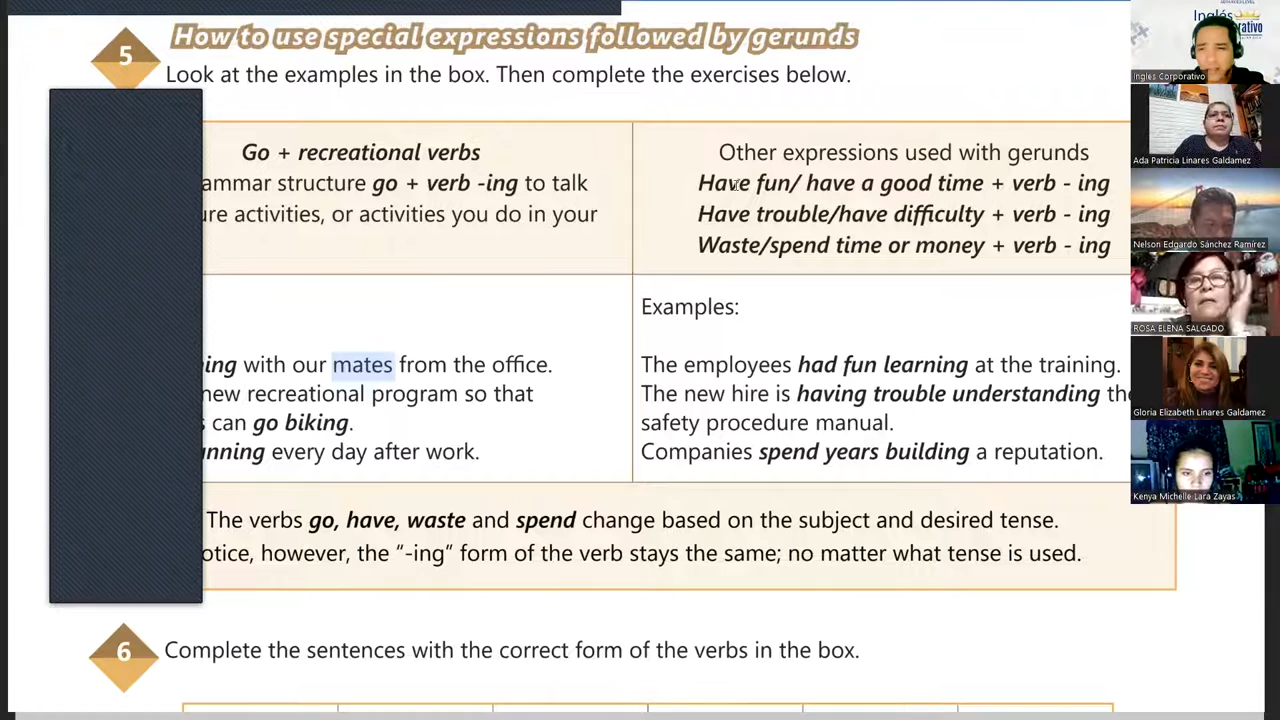 5
How to use special expressions followed by gerunds
Look at the examples in the box. Then complete the exercises below.
Go + recreational verbs
go + verb -ing to talk
activities, or activities you do in your
Other expressions used with gerunds
Have fun/ have a good time + verb - ing
Have trouble/have difficulty + verb - ing
Waste/spend time or money + verb - ing
with our mates from the office.
new recreational program so that
can go biking.
every day after work.
Examples:
The employees had fun learning at the training.
The new hire is having trouble understanding the
safety procedure manual.
Companies spend years building a reputation.
The verbs go, have, waste and spend change based on the subject and desired tense.
however, the “-ing” form of the verb stays the same; no matter what tense is used.
6
Complete the sentences with the correct form of the verbs in the box.
Inglés
Ingles Corporativo
Ada Patricia Linares Galdamez
Nelson Edgardo Sánchez Ramírez
ROSA ELENA SALGADO
Gloria Elizabeth Linares Galdamez
Kenya Michelle Lara Zayas